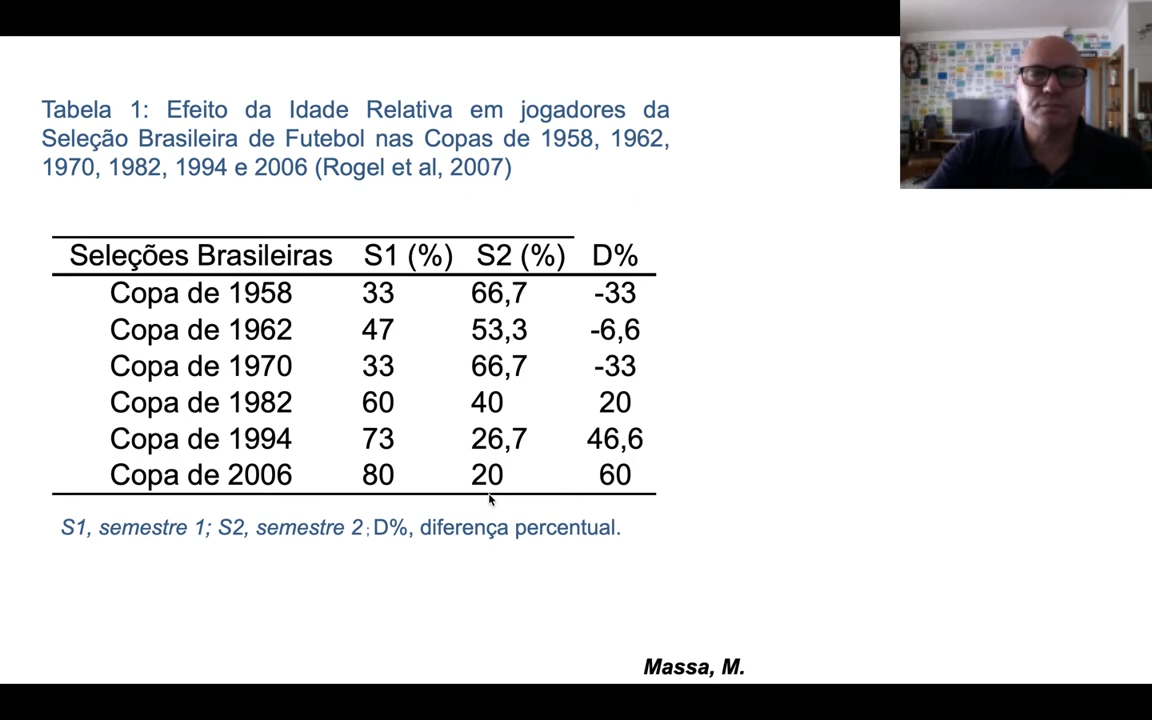 Tabela 1: Efeito da Idade Relativa em jogadores da
Seleção Brasileira de Futebol nas Copas de 1958, 1962,
1970, 1982, 1994 e 2006 (Rogel et al, 2007)
Seleções Brasileiras S1 (%) S2 (%) D%
Copa de 1958 33 66,7 -33
Copa de 1962 47 53,3 -6,6
Copa de 1970 33 66,7 -33
Copa de 1982 60 40 20
Copa de 1994 73 26,7 46,6
Copa de 2006 80 20 60
S1, semestre 1; S2, semestre 2; D%, diferença percentual.
Massa, M.